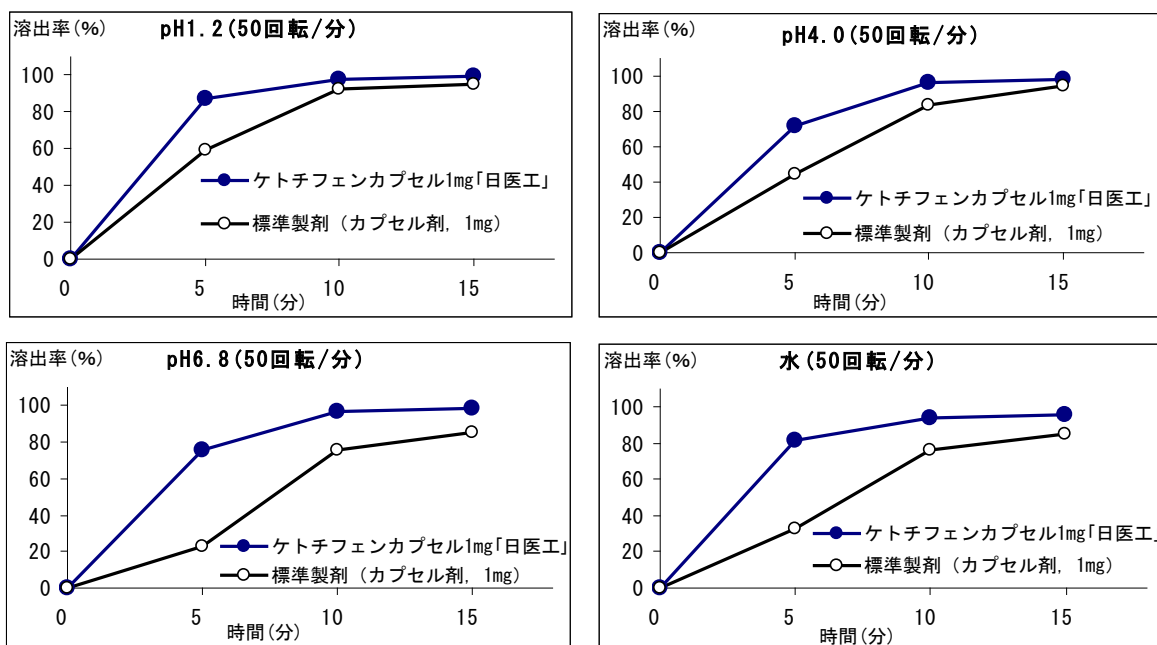 溶出率(%)
pH1.2(50回転/分)
100
80
60
40
20
0
ケトチフェンカプセル1mg「日医工」
標準製剤（カプセル剤, 1mg）
0 5 10 15
時間(分)
溶出率(%)
pH4.0(50回転/分)
100
80
60
40
20
0
ケトチフェンカプセル1mg「日医工」
標準製剤（カプセル剤, 1mg）
0 5 10 15
時間(分)
溶出率(%)
pH6.8(50回転/分)
100
80
60
40
20
0
ケトチフェンカプセル1mg「日医工」
標準製剤（カプセル剤, 1mg）
0 5 10 15
時間(分)
溶出率(%)
水(50回転/分)
100
80
60
40
20
0
ケトチフェンカプセル1mg「日医工」
標準製剤（カプセル剤, 1mg）
0 5 10 15
時間(分)